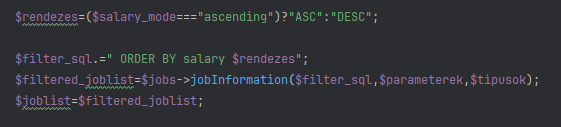 $rendezes=($salary_mode==="ascending")?"ASC":"DESC";
$filter_sql.=" ORDER BY salary $rendezes";
$filtered_joblist=$jobs->jobInformation($filter_sql,$parameterek,$tipusok);
$joblist=$filtered_joblist;